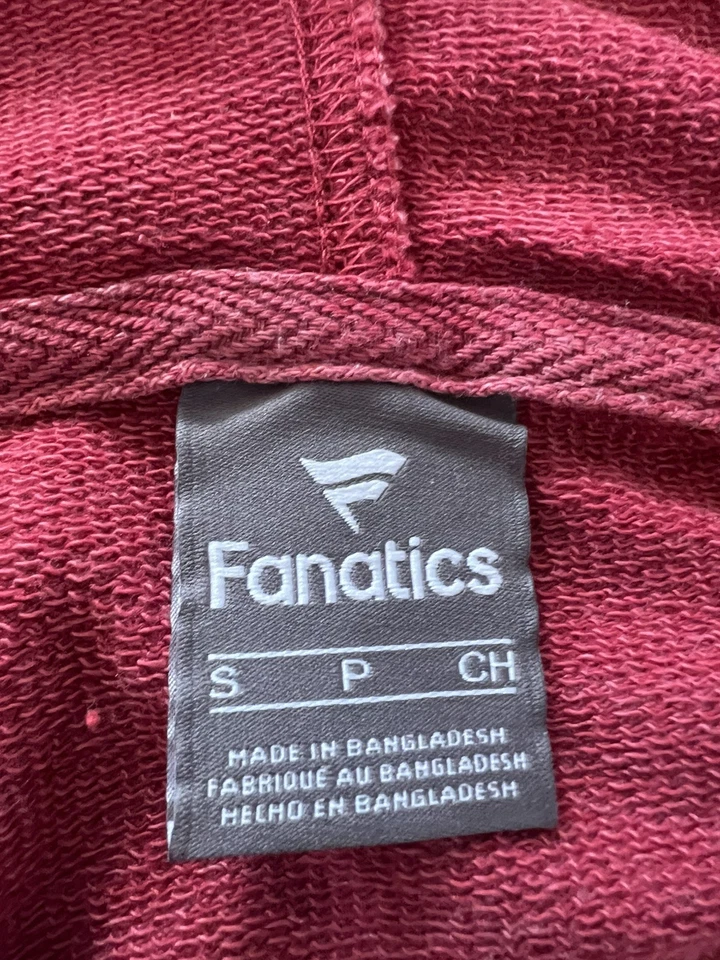 Fanatics
S P CH
MADE IN BANGLADESH
FABRIQUÉ AU BANGLADESH
HECHO EN BANGLADESH